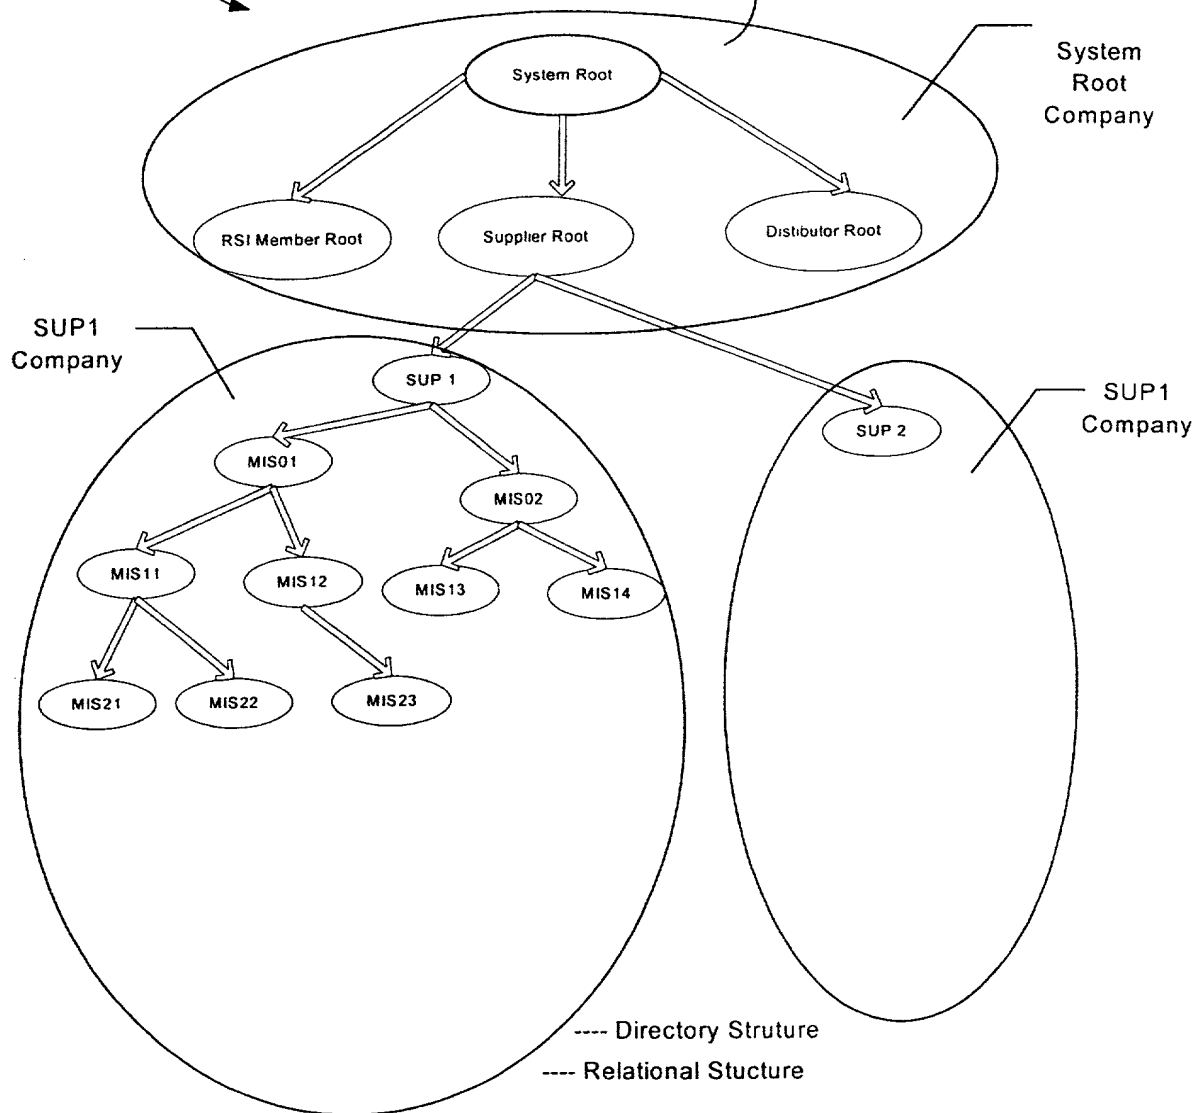 System Root
System
Root
Company
RSI Member Root
Supplier Root
Distibutor Root
SUP1
Company
SUP 1
SUP1
Company
SUP 2
MIS01
MIS02
MIS11
MIS12
MIS13
MIS14
MIS21
MIS22
MIS23
---- Directory Struture
---- Relational Stucture